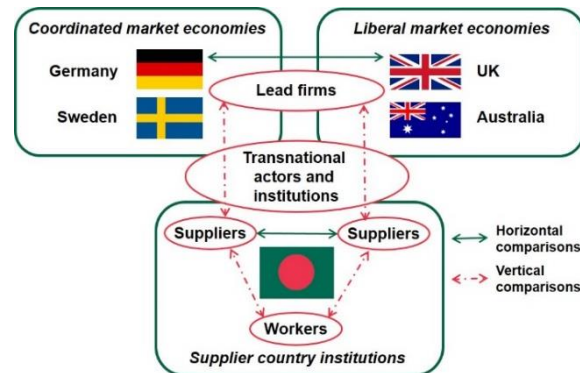 Coordinated market economies
Liberal market economies
Germany
UK
Lead firms
Sweden
Australia
Transnational
actors and
institutions
Suppliers
Suppliers
Horizontal
comparisons
Vertical
comparisons
Workers
Supplier country institutions